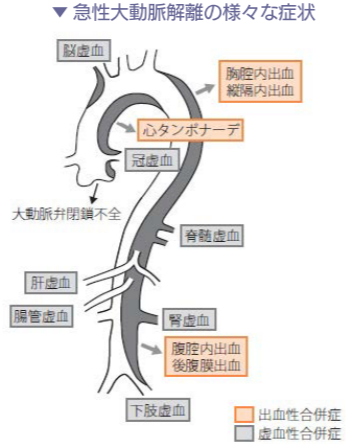 ▼ 急性大動脈解離の様々な症状
脳虚血
胸腔内出血
縦隔内出血
心タンポナーデ
冠虚血
大動脈弁閉鎖不全
脊髄虚血
肝虚血
腸管虚血
腎虚血
腹腔内出血
後腹膜出血
下肢虚血
出血性合併症
虚血性合併症